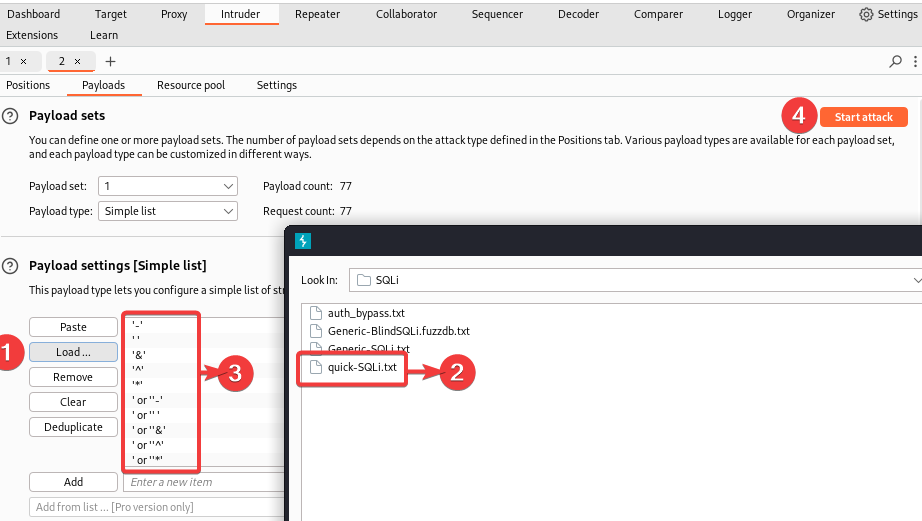 Dashboard Target Proxy Intruder Repeater Collaborator Sequencer Decoder Comparer Logger Organizer Settings
Extensions Learn
1 × 2 × +
Positions Payloads Resource pool Settings
? Payload sets 4 Start attack
You can define one or more payload sets. The number of payload sets depends on the attack type defined in the Positions tab. Various payload types are available for each payload set,
and each payload type can be customized in different ways.
Payload set: 1 Payload count: 77
Payload type: Simple list Request count: 77
? Payload settings [Simple list]
This payload type lets you configure a simple list of
Look In: SQLi
auth_bypass.txt
Generic-BlindSQLi.fuzzdb.txt
Generic-SQLi.txt
quick-SQLi.txt
2
Paste
1 Load ...
Remove
Clear
Deduplicate
'-'
' '
'&'
'^'
'*'
' or ''-'
' or '' '
' or ''&'
' or ''^'
' or ''*'
3
Add Enter a new item
Add from list ... [Pro version only]